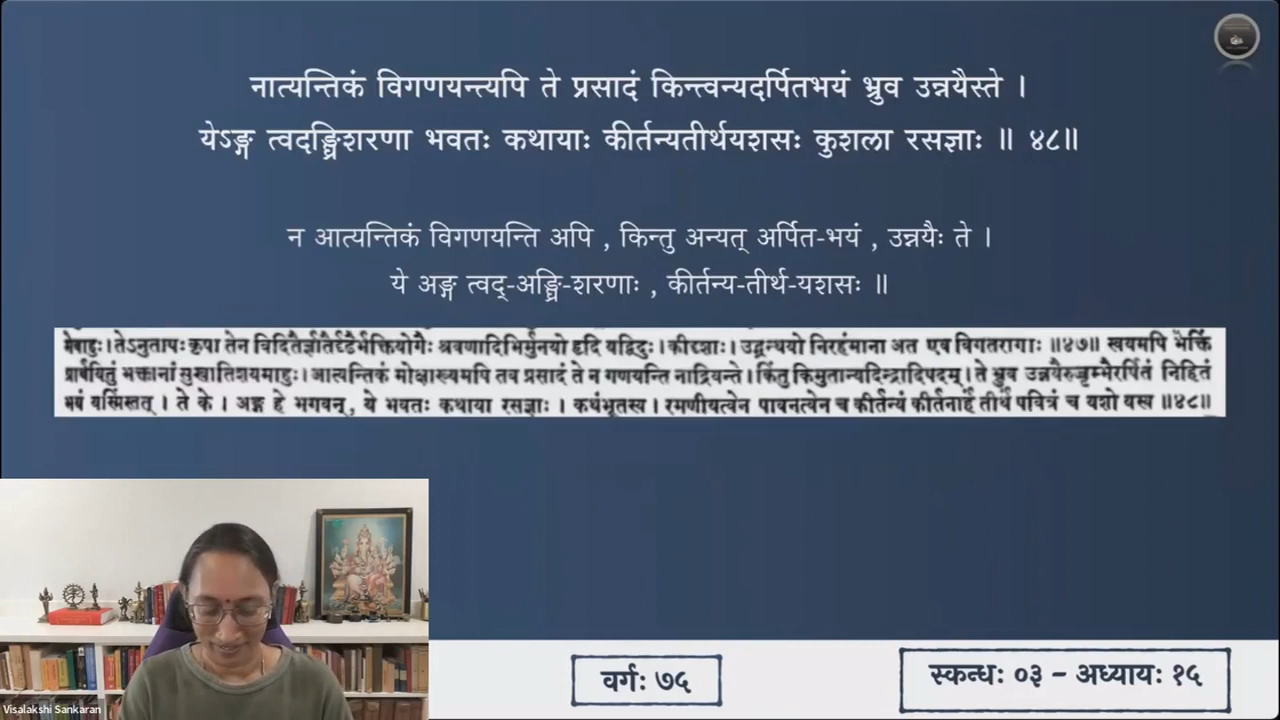 नात्यन्तिकं विगणयन्त्यपि ते प्रसादं किन्त्वन्यदर्पितभयं भ्रुव उन्नयैस्ते ।
येऽङ्ग त्वदङ्घ्रिशरणा भवतः कथायाः कीर्तन्यतीर्थयशसः कुशला रसज्ञाः ॥ ४८॥
न आत्यन्तिकं विगणयन्ति अपि , किन्तु अन्यत् अर्पित-भयं , उन्नयैः ते ।
ये अङ्ग त्वद्-अङ्घ्रि-शरणाः , कीर्तन्य-तीर्थ-यशसः ॥
मेवाहुः । तेऽनुतापः कृपा तेन विदितैर्ज्ञातैर्दृढैर्भक्तियोगैः श्रवणादिभिर्मुनयो हृदि यद्विदुः । कीदृशाः । उद्ग्रन्थयो निरहंमाना अत एव विगतरागाः ॥४७॥ स्वयमपि भक्तिं
प्रार्थयितुं भक्तानां सुखातिशयमाहुः । आत्यन्तिकं मोक्षाख्यमपि तव प्रसादं ते न गणयन्ति नाद्रियन्ते । किंतु किमुतान्यदिन्द्रादिपदम् । ते भ्रुव उन्नयैरुज्जृम्भैरर्पितं निहितं
भयं यस्मिंस्तत् । ते के । अङ्ग हे भगवन्, ये भवतः कथाया रसज्ञाः । कथंभूतस्य । रमणीयत्वेन पावनत्वेन च कीर्तन्यं कीर्तनार्हं तीर्थं पवित्रं च यशो यस्य ॥४८॥
Visalakshi Sankaran
वर्गः ७५
स्कन्धः ०३ – अध्यायः १५